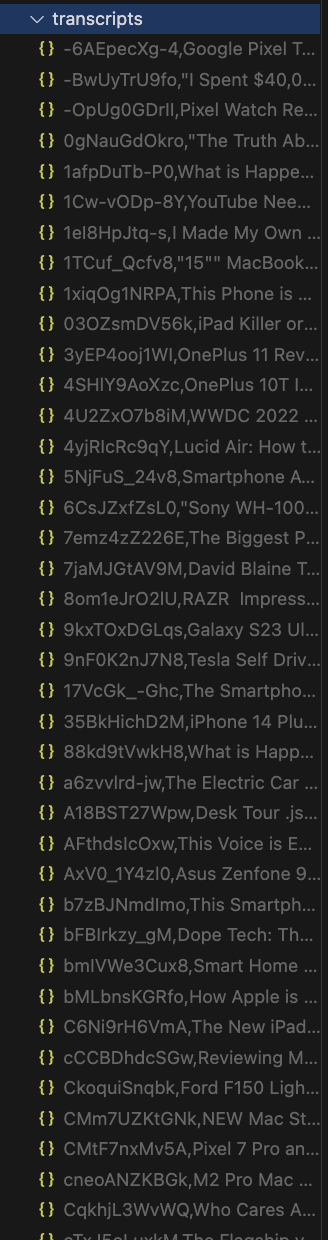 transcripts
{} -6AEpecXg-4,Google Pixel T...
{} -BwUyTrU9fo,"I Spent $40,0...
{} -OpUg0GDrII,Pixel Watch Re...
{} 0gNauGdOkro,"The Truth Ab...
{} 1afpDuTb-P0,What is Happe...
{} 1Cw-vODp-8Y,YouTube Nee...
{} 1eI8HpJtq-s,I Made My Own ...
{} 1TCuf_Qcfv8,"15"" MacBook...
{} 1xiqOg1NRPA,This Phone is ...
{} 03OZsmDV56k,iPad Killer or...
{} 3yEP4ooj1WI,OnePlus 11 Rev...
{} 4SHlY9AoXzc,OnePlus 10T I...
{} 4U2ZxO7b8iM,WWDC 2022 ...
{} 4yjRIcRc9qY,Lucid Air: How t...
{} 5NjFuS_24v8,Smartphone A...
{} 6CsJZxfZsL0,"Sony WH-100...
{} 7emz4zZ226E,The Biggest P...
{} 7jaMJGtAV9M,David Blaine T...
{} 8om1eJrO2IU,RAZR  Impress...
{} 9kxTOxDGLqs,Galaxy S23 Ul...
{} 9nF0K2nJ7N8,Tesla Self Driv...
{} 17VcGk_-Ghc,The Smartpho...
{} 35BkHichD2M,iPhone 14 Plu...
{} 88kd9tVwkH8,What is Happ...
{} a6zvvlrd-jw,The Electric Car ...
{} A18BST27Wpw,Desk Tour .js...
{} AFthdsIcOxw,This Voice is E...
{} AxV0_1Y4zI0,Asus Zenfone 9...
{} b7zBJNmdImo,This Smartph...
{} bFBIrkzy_gM,Dope Tech: Th...
{} bmIVWe3Cux8,Smart Home ...
{} bMLbnsKGRfo,How Apple is ...
{} C6Ni9rH6VmA,The New iPad...
{} cCCBDhdcSGw,Reviewing M...
{} CkoquiSnqbk,Ford F150 Ligh...
{} CMm7UZKtGNk,NEW Mac St...
{} CMtF7nxMv5A,Pixel 7 Pro an...
{} cneoANZKBGk,M2 Pro Mac ...
{} CqkhjL3WvWQ,Who Cares A...